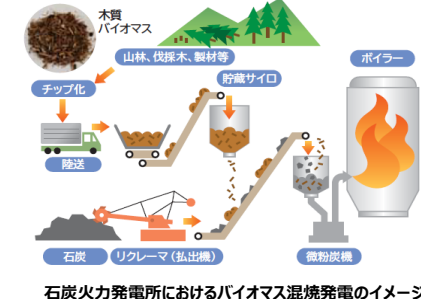 木質
バイオマス
山林、伐採木、製材等
チップ化
貯蔵サイロ
ボイラー
陸送
石炭
リクレーマ（払出機）
微粉炭機
石炭火力発電所におけるバイオマス混焼発電のイメージ